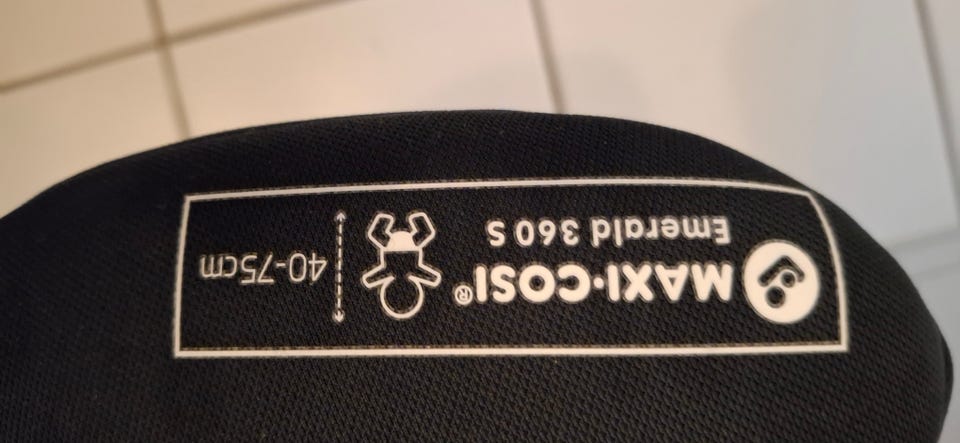 MAXI·COSI®
Emerald 360 S
40-75cm